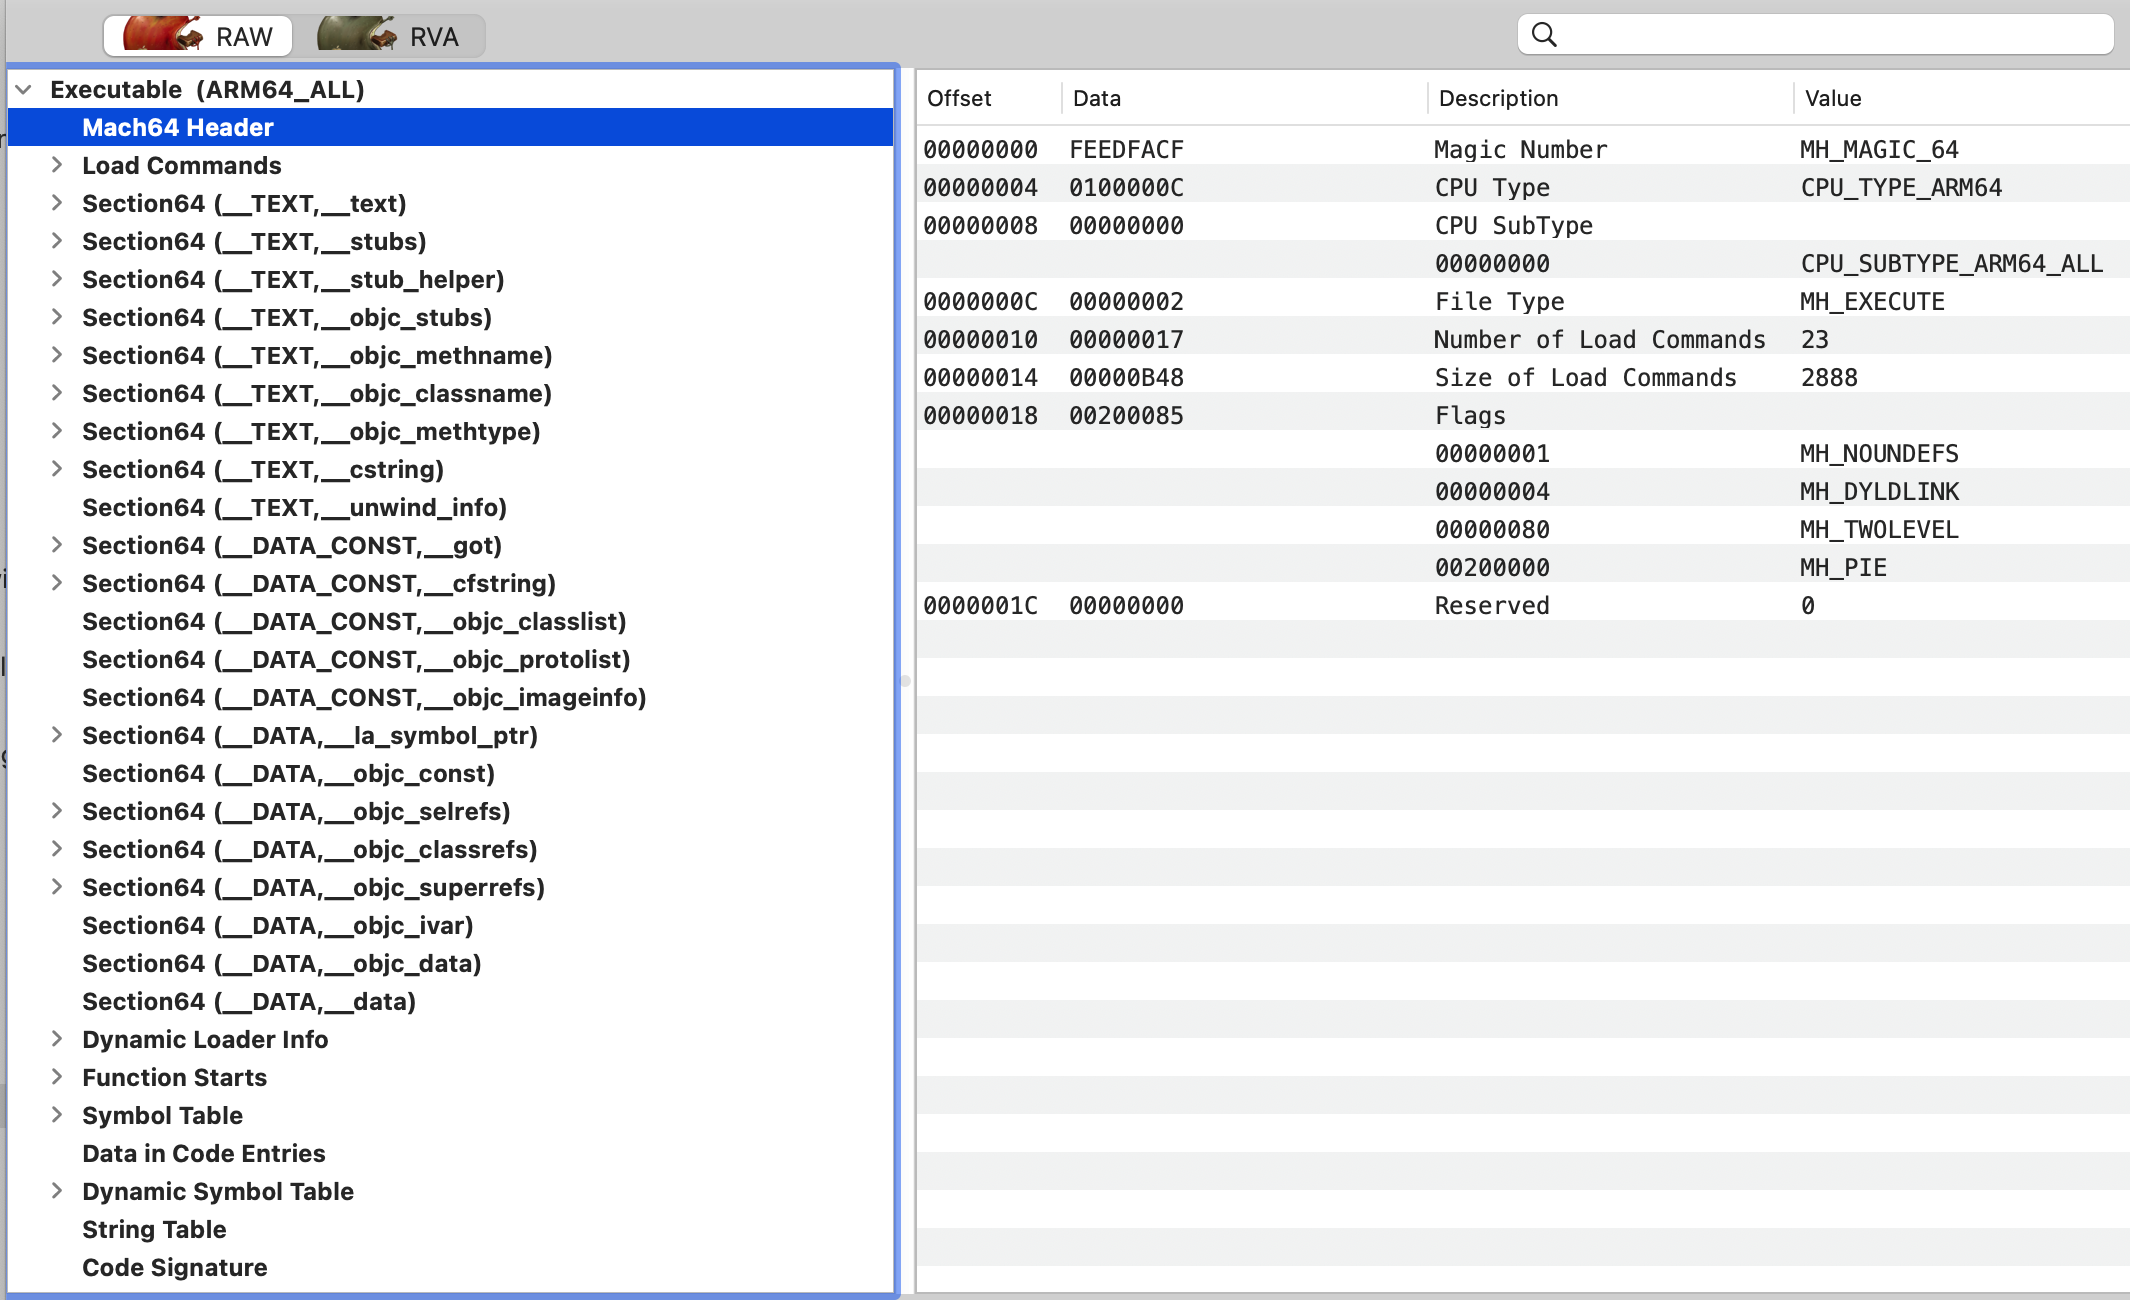 RAW RVA
Executable (ARM64_ALL)
Mach64 Header
Load Commands
Section64 (__TEXT,__text)
Section64 (__TEXT,__stubs)
Section64 (__TEXT,__stub_helper)
Section64 (__TEXT,__objc_stubs)
Section64 (__TEXT,__objc_methname)
Section64 (__TEXT,__objc_classname)
Section64 (__TEXT,__objc_methtype)
Section64 (__TEXT,__cstring)
Section64 (__TEXT,__unwind_info)
Section64 (__DATA_CONST,__got)
Section64 (__DATA_CONST,__cfstring)
Section64 (__DATA_CONST,__objc_classlist)
Section64 (__DATA_CONST,__objc_protolist)
Section64 (__DATA_CONST,__objc_imageinfo)
Section64 (__DATA,__la_symbol_ptr)
Section64 (__DATA,__objc_const)
Section64 (__DATA,__objc_selrefs)
Section64 (__DATA,__objc_classrefs)
Section64 (__DATA,__objc_superrefs)
Section64 (__DATA,__objc_ivar)
Section64 (__DATA,__objc_data)
Section64 (__DATA,__data)
Dynamic Loader Info
Function Starts
Symbol Table
Data in Code Entries
Dynamic Symbol Table
String Table
Code Signature
Offset Data Description Value
00000000 FEEDFACF Magic Number MH_MAGIC_64
00000004 0100000C CPU Type CPU_TYPE_ARM64
00000008 00000000 CPU SubType
00000000 CPU_SUBTYPE_ARM64_ALL
0000000C 00000002 File Type MH_EXECUTE
00000010 00000017 Number of Load Commands 23
00000014 00000B48 Size of Load Commands 2888
00000018 00200085 Flags
00000001 MH_NOUNDEFS
00000004 MH_DYLDLINK
00000080 MH_TWOLEVEL
00200000 MH_PIE
0000001C 00000000 Reserved 0